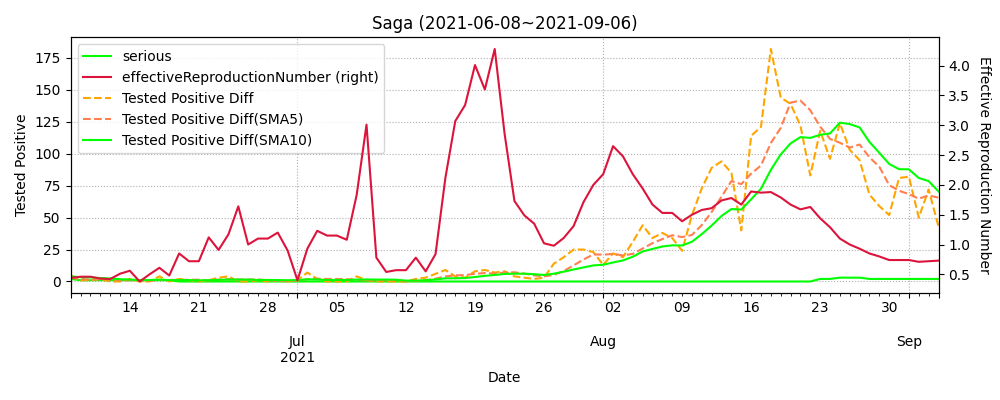 Saga (2021-06-08~2021-09-06)
serious
effectiveReproductionNumber (right)
Tested Positive Diff
Tested Positive Diff(SMA5)
Tested Positive Diff(SMA10)
Tested Positive
175
150
125
100
75
50
25
0
4.0
3.5
3.0
2.5
2.0
1.5
1.0
0.5
Effective Reproduction Number
14 21 28 05 12 19 26 02 09 16 23 30
Jul Aug Sep
2021
Date